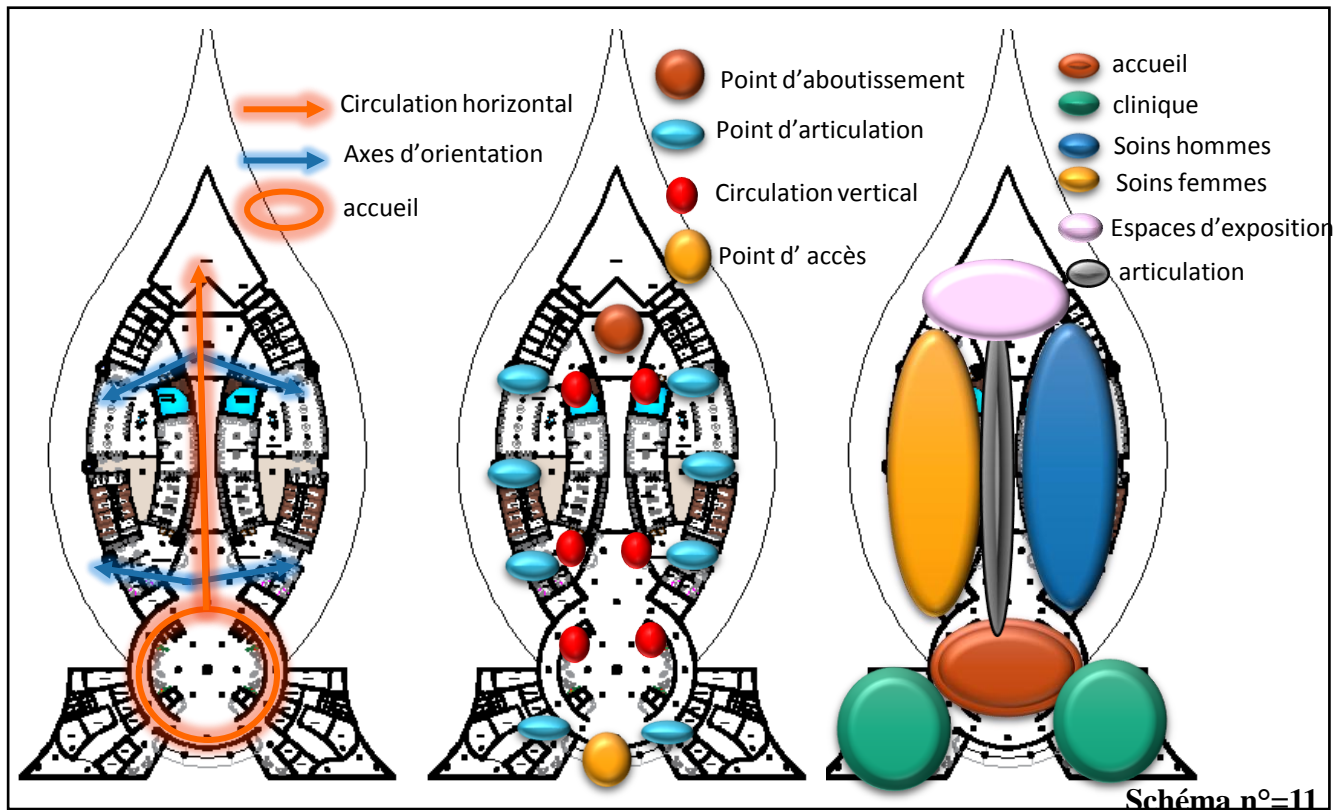 Circulation horizontal
Axes d'orientation
accueil
Point d'aboutissement
Point d'articulation
Circulation vertical
Point d' accès
accueil
clinique
Soins hommes
Soins femmes
Espaces d'exposition
articulation
Schéma n°=11